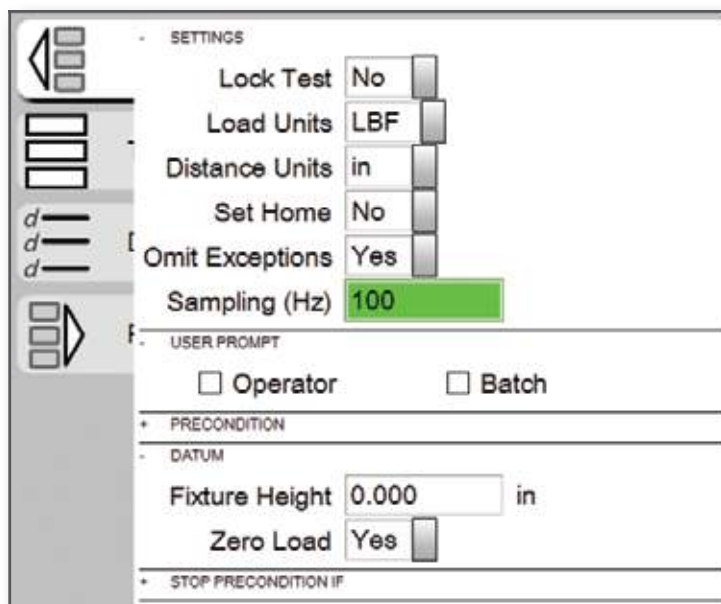 - SETTINGS
Lock Test No
Load Units LBF
Distance Units in
Set Home No
Omit Exceptions Yes
Sampling (Hz) 100
- USER PROMPT
Operator Batch
+ PRECONDITION
- DATUM
Fixture Height 0.000 in
Zero Load Yes
+ STOP PRECONDITION IF
d
d
d